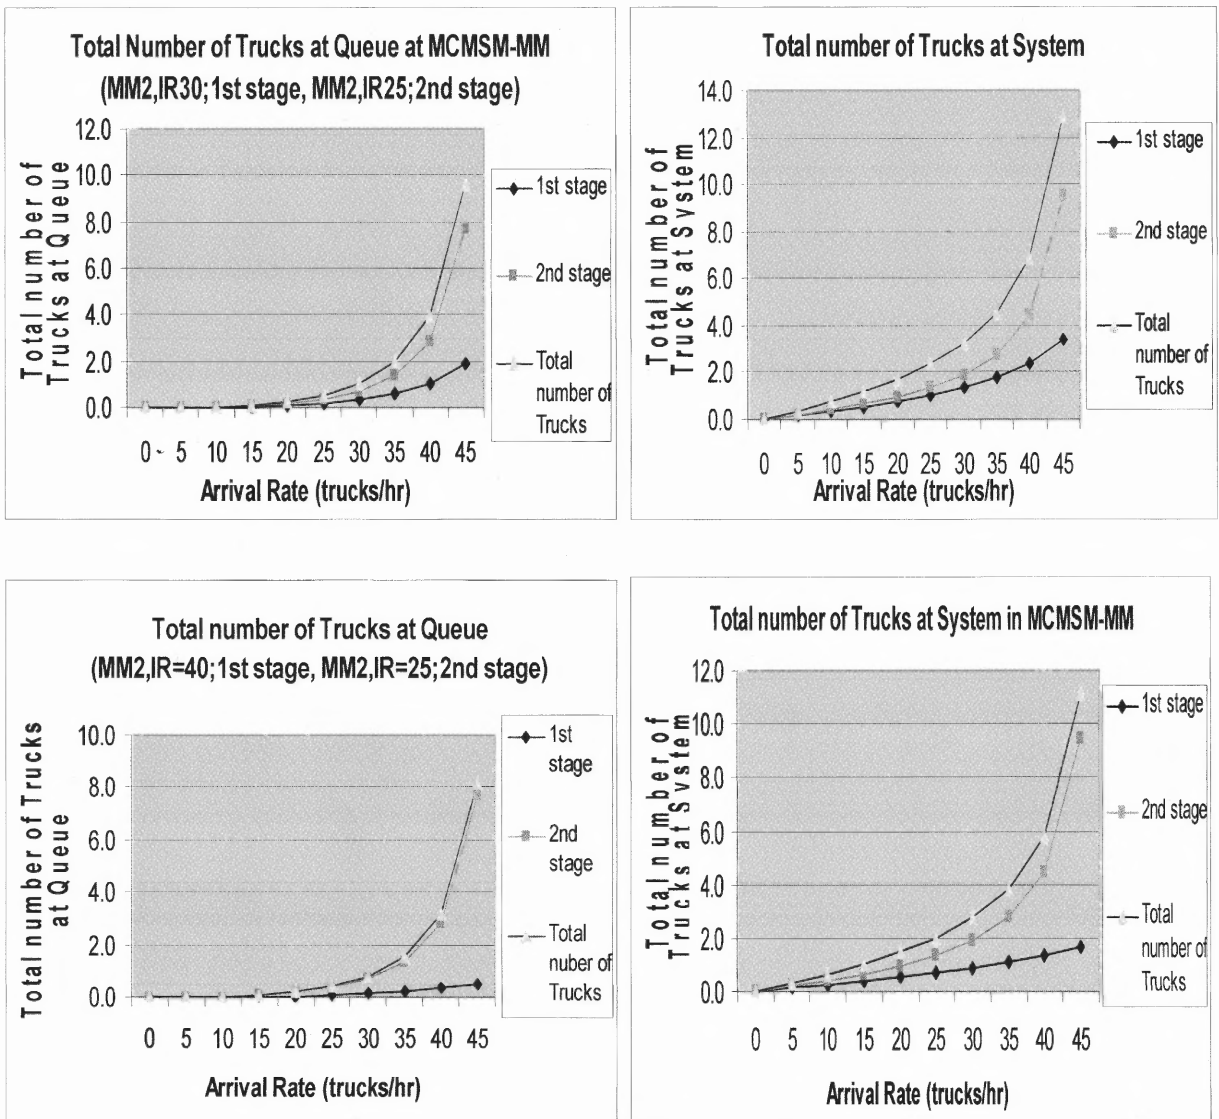 Total Number of Trucks at Queue at MCMSM-MM
(MM2,IR30;1st stage, MM2,IR25;2nd stage)
Total number of
Trucks at Queue
12.0
10.0
8.0
6.0
4.0
2.0
0.0
0 5 10 15 20 25 30 35 40 45
Arrival Rate (trucks/hr)
1st stage
2nd stage
Total
number of
Trucks
Total number of Trucks at System
Total number of
Trucks at System
14.0
12.0
10.0
8.0
6.0
4.0
2.0
0.0
0 5 10 15 20 25 30 35 40 45
Arrival Rate (trucks/hr)
1st stage
2nd stage
Total
number of
Trucks
Total number of Trucks at Queue
(MM2,IR=40;1st stage, MM2,IR=25;2nd stage)
Total number of Trucks
at Queue
10.0
8.0
6.0
4.0
2.0
0.0
0 5 10 15 20 25 30 35 40 45
Arrival Rate (trucks/hr)
1st
stage
2nd
stage
Total
nuber of
Trucks
Total number of Trucks at System in MCMSM-MM
Total number of
Trucks at System
12.0
10.0
8.0
6.0
4.0
2.0
0.0
0 5 10 15 20 25 30 35 40 45
Arrival Rate (trucks/hr)
1st stage
2nd stage
Total
number of
Trucks